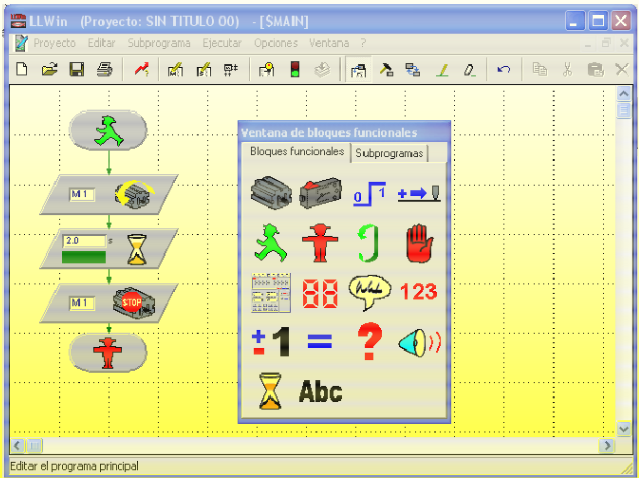 LLWin (Proyecto: SIN TITULO 00) - [$MAIN]
Proyecto Editar Subprograma Ejecutar Opciones Ventana ?
Ventana de bloques funcionales
Bloques funcionales Subprogramas
M 1
0 1
2.0 s
88 123
M 1 STOP
±1 = ?
Abc
Editar el programa principal